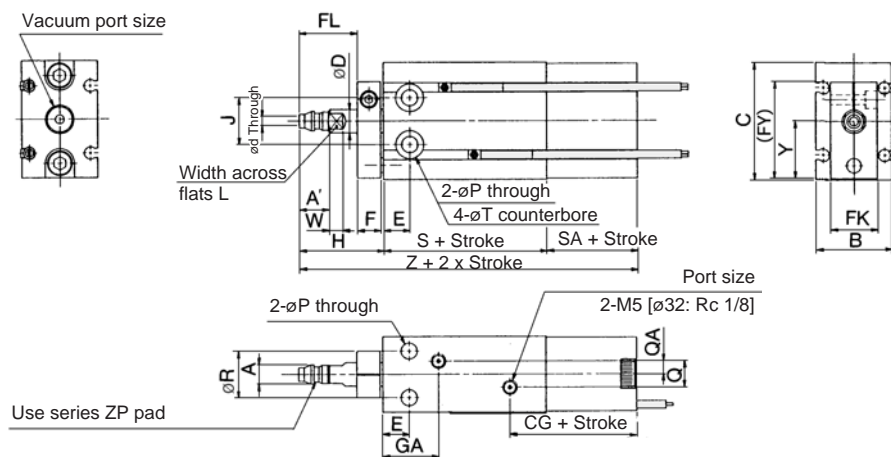 Vacuum port size
FL
øD
J
ød Through
Width across
flats L
A'
W
H
F
E
2-øP through
4-øT counterbore
S + Stroke
SA + Stroke
Z + 2 x Stroke
C
(FY)
Y
FK
B
2-øP through
Port size
2-M5 [ø32: Rc 1/8]
øR
A
Use series ZP pad
E
GA
CG + Stroke
QA
Q